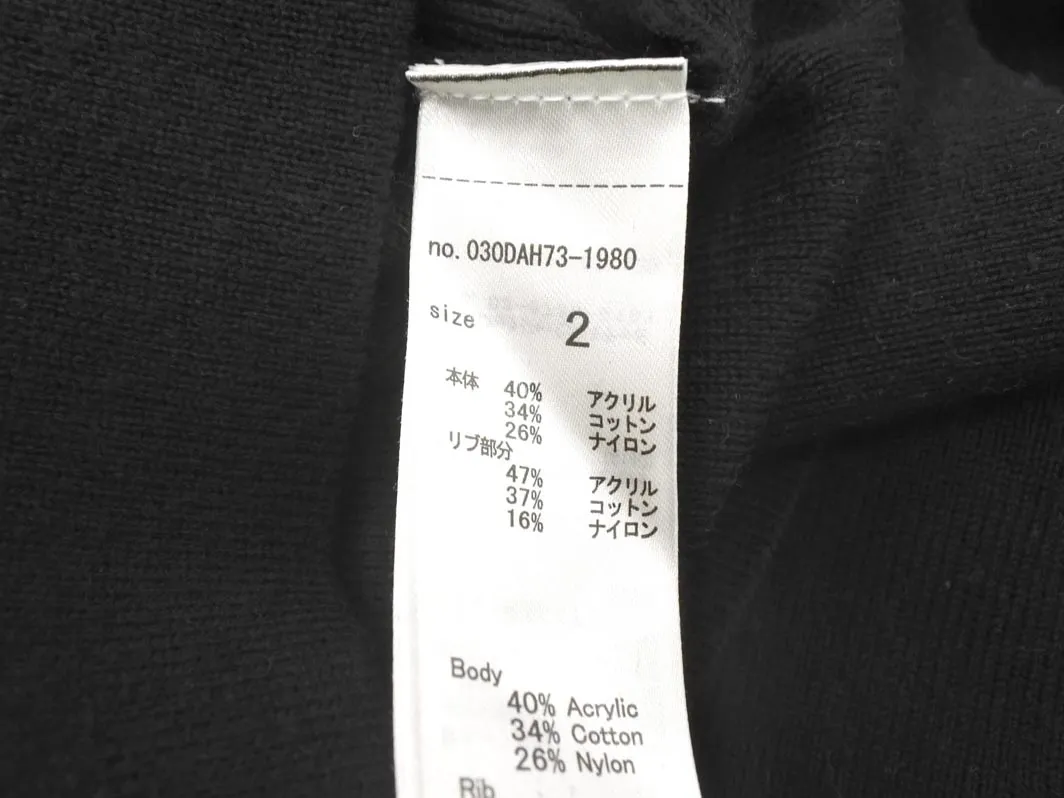 no. 030DAH73-1980
size 2
本体 40% アクリル
34% コットン
26% ナイロン
リブ部分
47% アクリル
37% コットン
16% ナイロン
Body
40% Acrylic
34% Cotton
26% Nylon
Rib